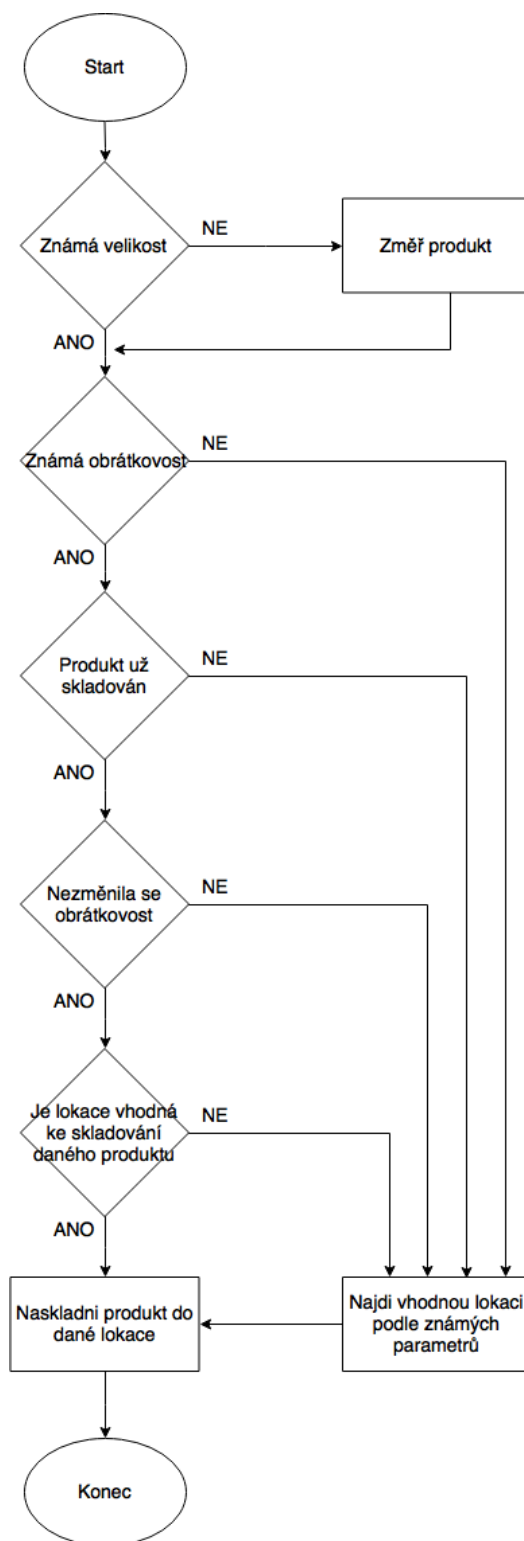 Start
Známá velikost
NE
Změř produkt
ANO
Známá obrátkovost
NE
ANO
Produkt už
skladován
NE
ANO
Nezměnila se
obrátkovost
NE
ANO
Je lokace vhodná
ke skladování
daného produktu
NE
ANO
Naskladni produkt do
dané lokace
Najdi vhodnou lokaci
podle známých
parametrů
Konec